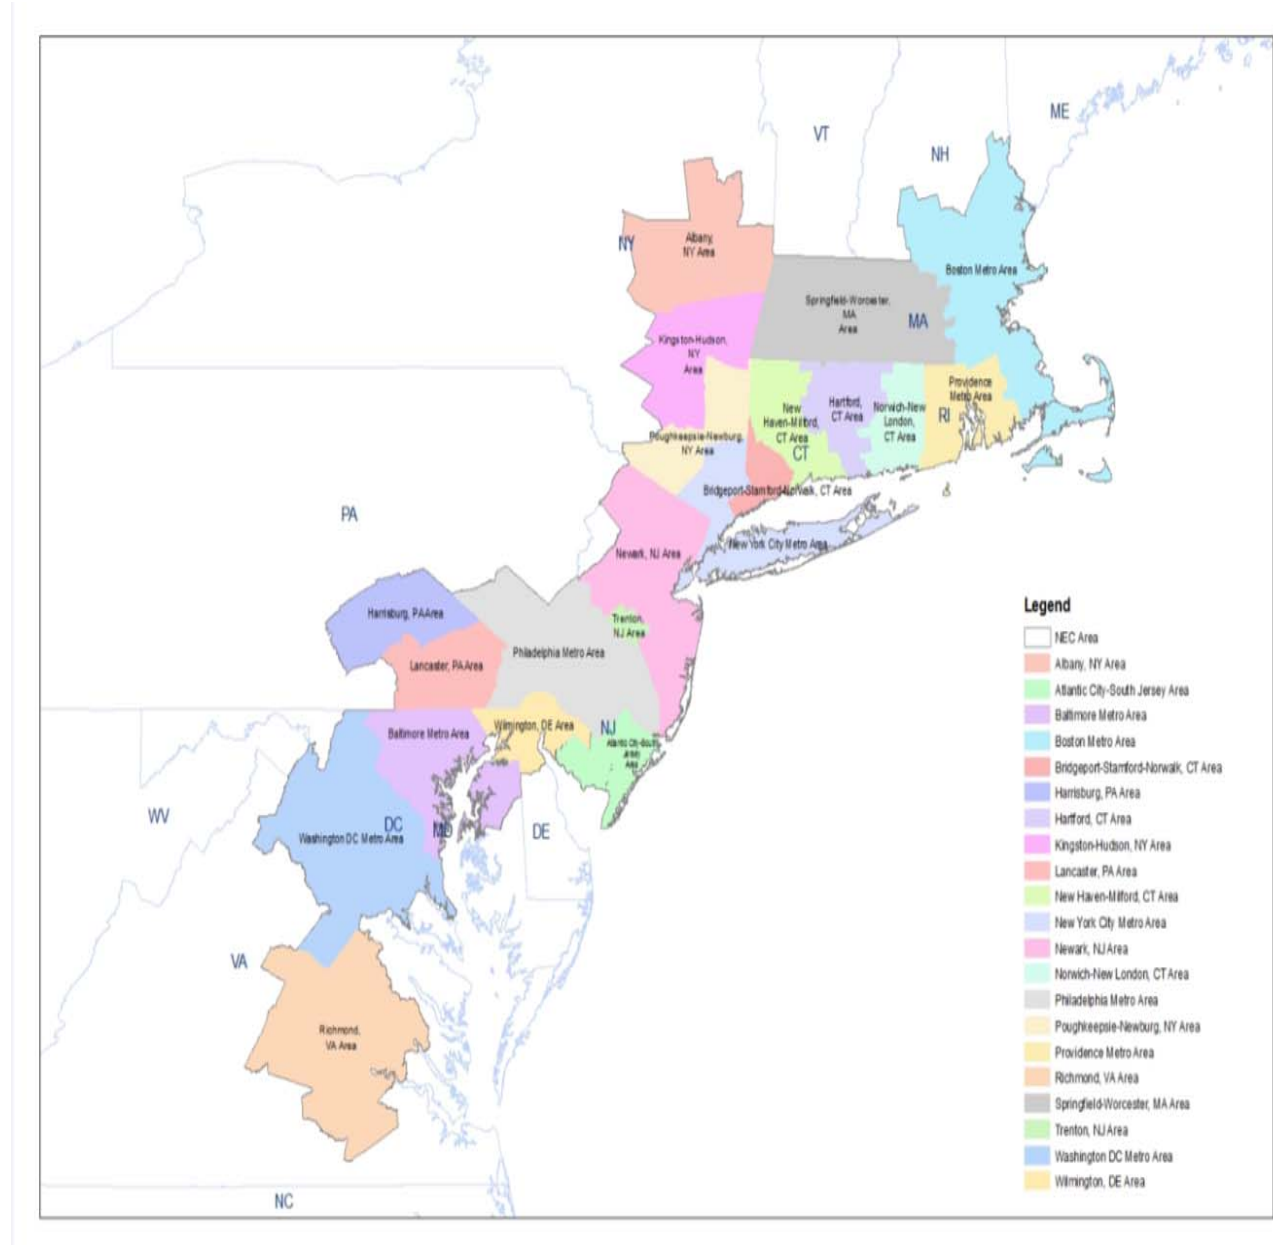 ME
VT
NH
NY
Albany,
NY Area
Boston Metro Area
Springfield-Worcester,
MA
Area
MA
Kingston-Hudson,
NY
Area
Providence
Metro Area
RI
Hartford,
CT Area
New
Haven-Milford,
CT Area
CT
Norwich-New
London,
CT Area
Poughkeepsie-Newburg,
NY Area
Bridgeport-Stamford-Norwalk, CT Area
PA
New York City Metro Area
Newark, NJ Area
Harrisburg, PA Area
Trenton,
NJ Area
Philadelphia Metro Area
Lancaster, PA Area
Wilmington, DE Area
NJ
Baltimore Metro Area
Atlantic City-South
Jersey
Area
WV
DC
MD
DE
Washington DC Metro Area
VA
Richmond,
VA Area
NC
Legend
NEC Area
Albany, NY Area
Atlantic City-South Jersey Area
Baltimore Metro Area
Boston Metro Area
Bridgeport-Stamford-Norwalk, CT Area
Harrisburg, PA Area
Hartford, CT Area
Kingston-Hudson, NY Area
Lancaster, PA Area
New Haven-Milford, CT Area
New York City Metro Area
Newark, NJ Area
Norwich-New London, CT Area
Philadelphia Metro Area
Poughkeepsie-Newburg, NY Area
Providence Metro Area
Richmond, VA Area
Springfield-Worcester, MA Area
Trenton, NJ Area
Washington DC Metro Area
Wilmington, DE Area